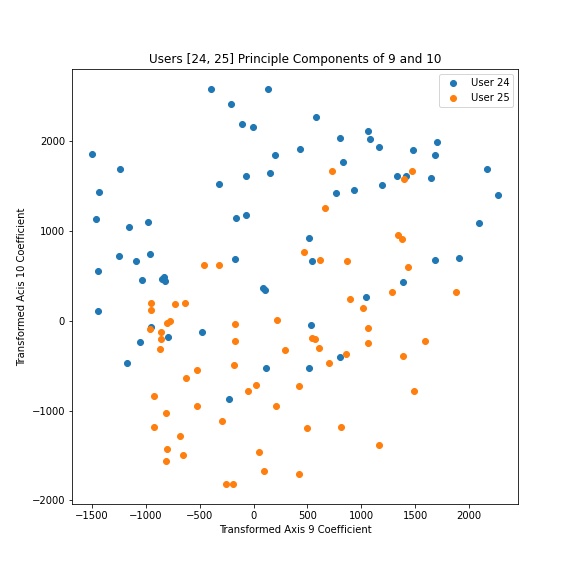 Users [24, 25] Principle Components of 9 and 10
User 24
User 25
Transformed Acis 10 Coefficient
2000
1000
0
−1000
−2000
−1500 −1000 −500 0 500 1000 1500 2000
Transformed Axis 9 Coefficient